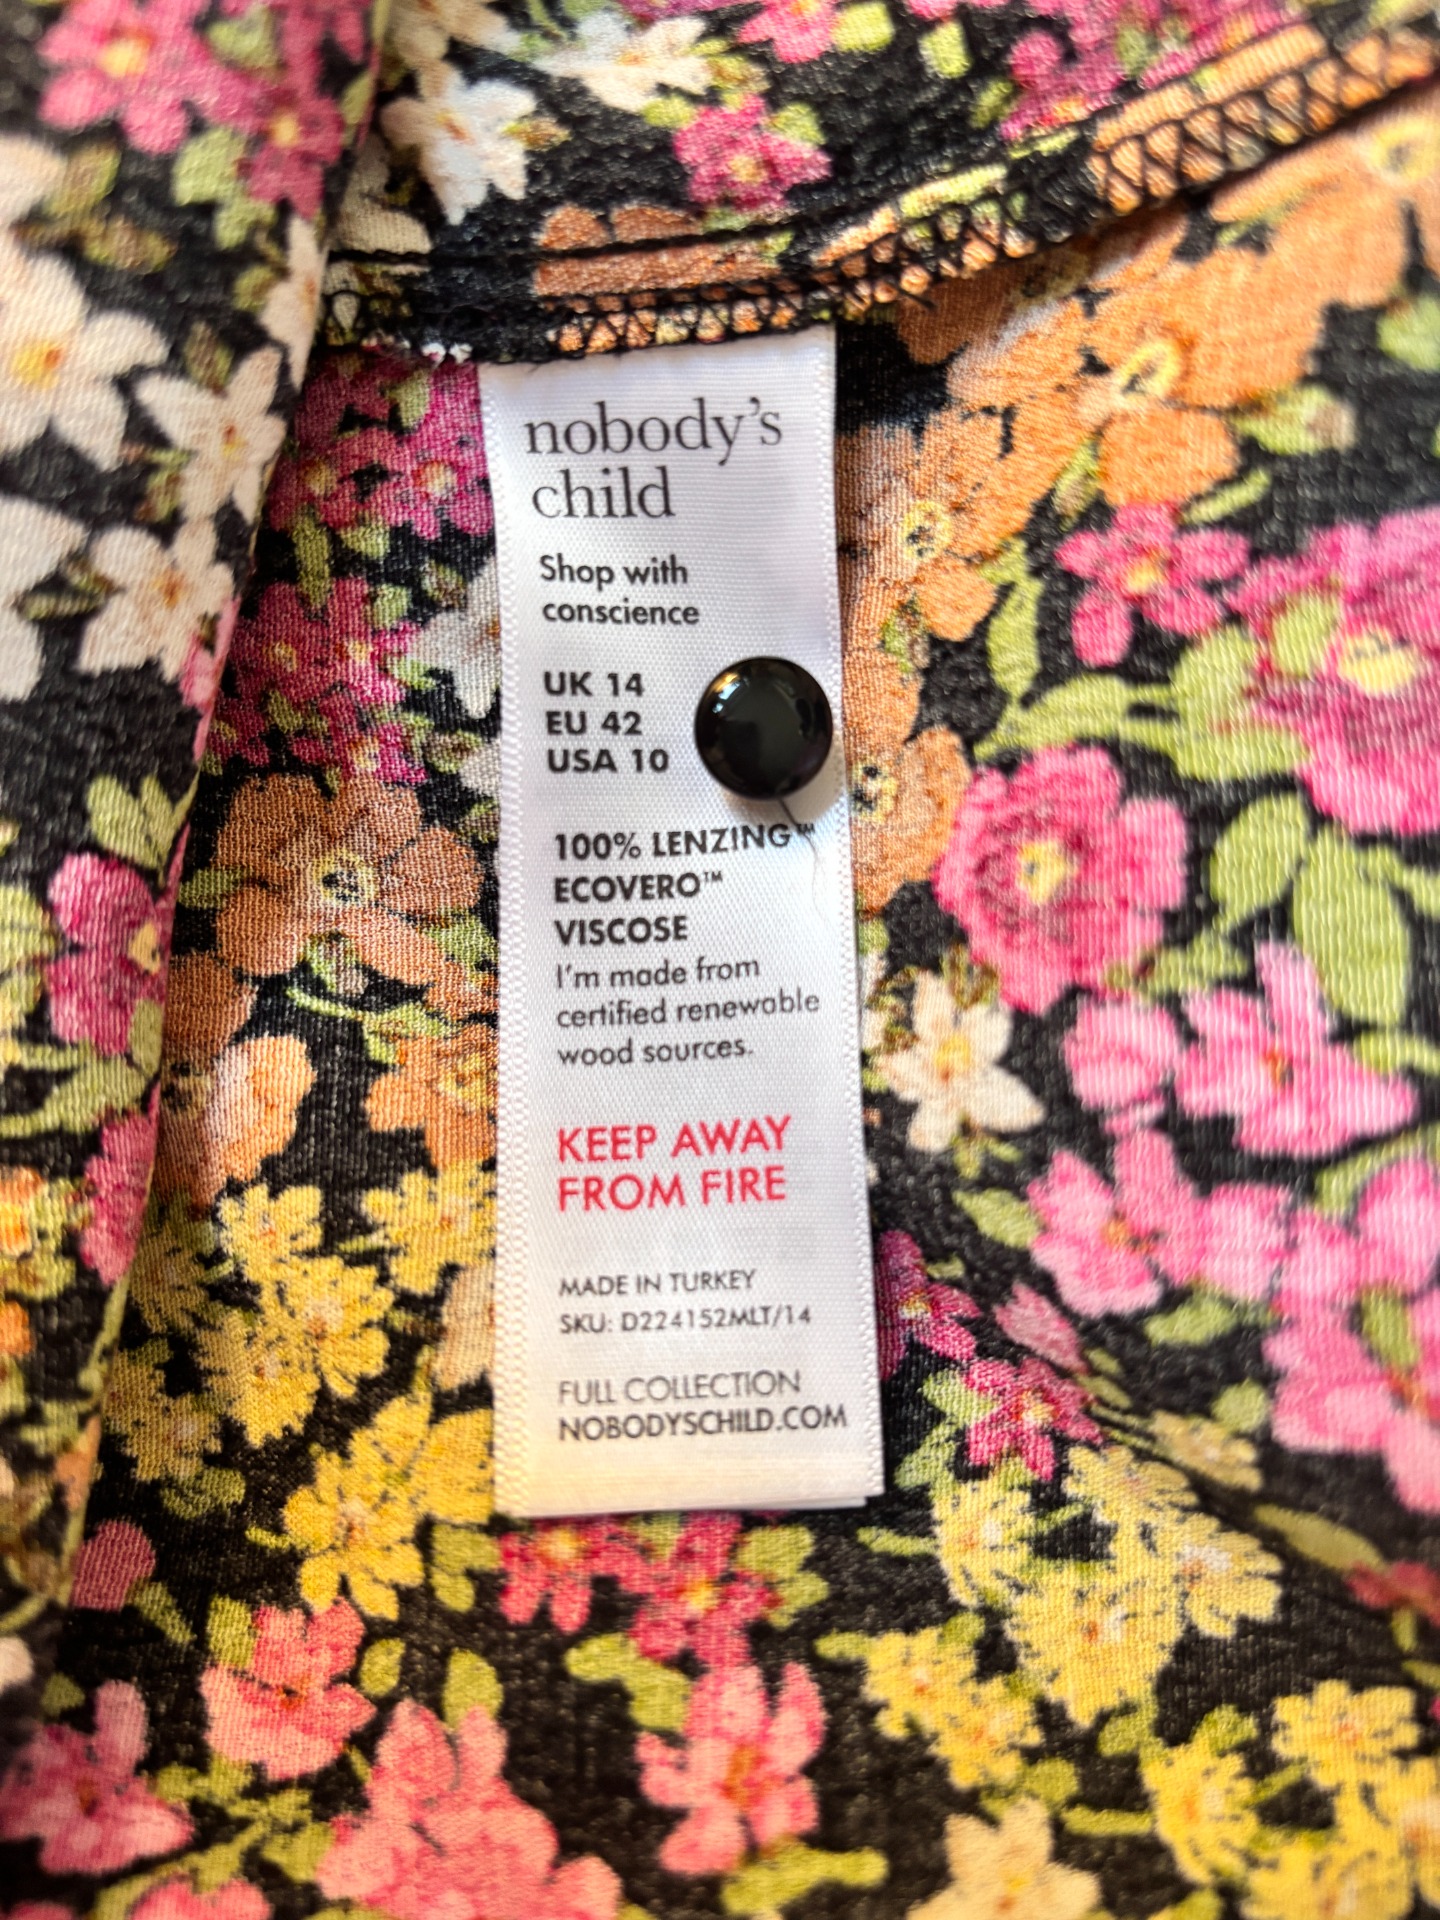 nobody's
child
Shop with
conscience
UK 14
EU 42
USA 10
100% LENZING™
ECOVERO™
VISCOSE
I'm made from
certified renewable
wood sources.
KEEP AWAY
FROM FIRE
MADE IN TURKEY
SKU: D224152MLT/14
FULL COLLECTION
NOBODYSCHILD.COM